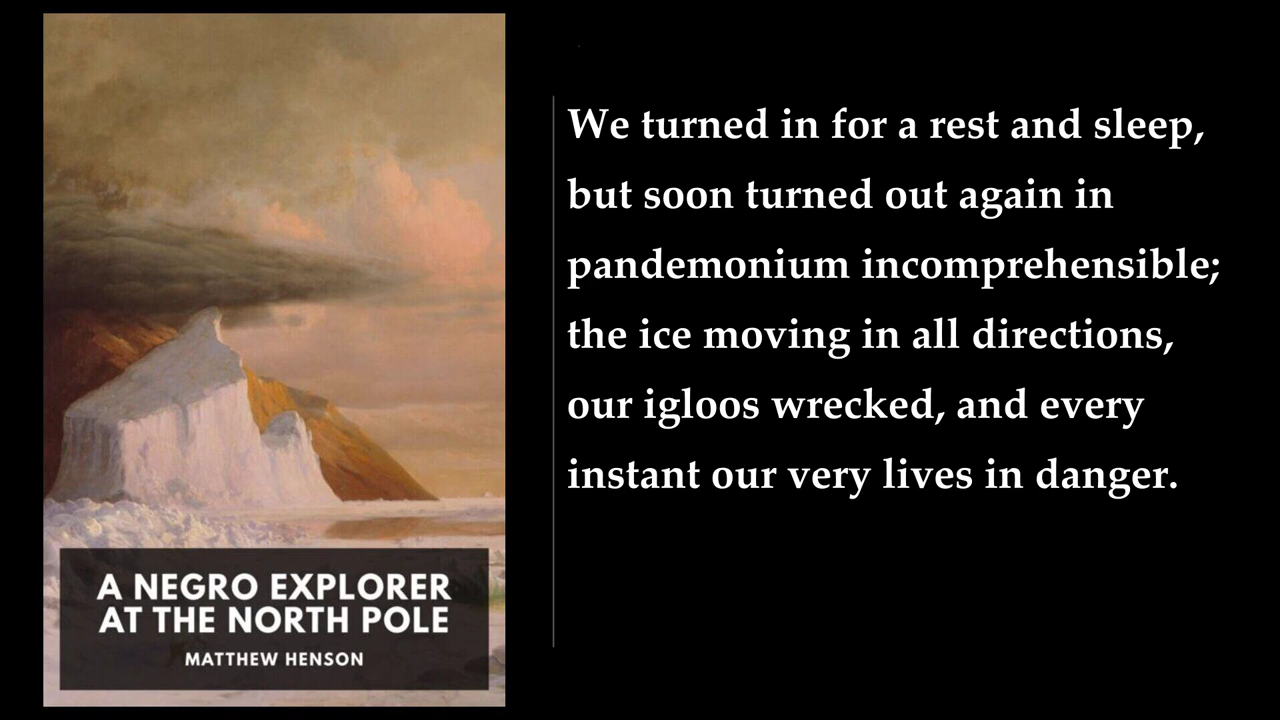 We turned in for a rest and sleep,
but soon turned out again in
pandemonium incomprehensible;
the ice moving in all directions,
our igloos wrecked, and every
instant our very lives in danger.
A NEGRO EXPLORER
AT THE NORTH POLE
MATTHEW HENSON